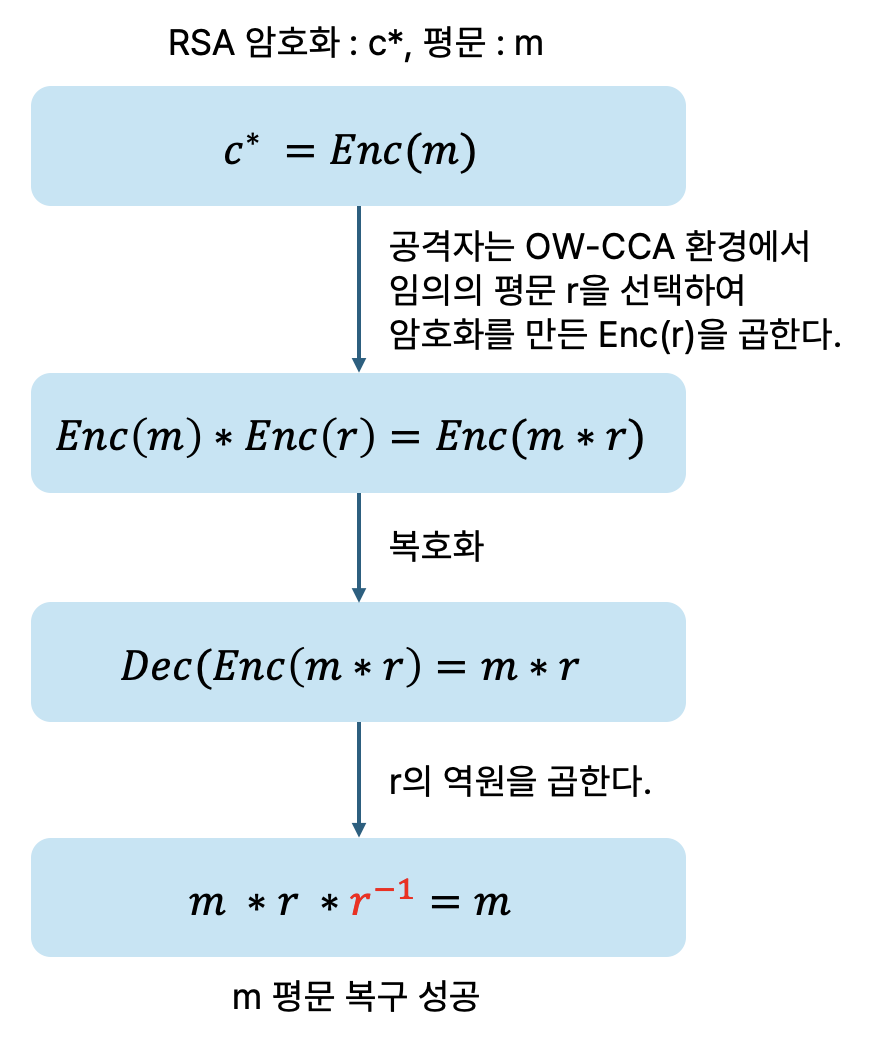 RSA 암호화 : c*, 평문 : m
c* = Enc(m)
공격자는 OW-CCA 환경에서
임의의 평문 r을 선택하여
암호화를 만든 Enc(r)을 곱한다.
Enc(m) * Enc(r) = Enc(m * r)
복호화
Dec(Enc(m * r) = m * r
r의 역원을 곱한다.
m * r * r⁻¹ = m
m 평문 복구 성공